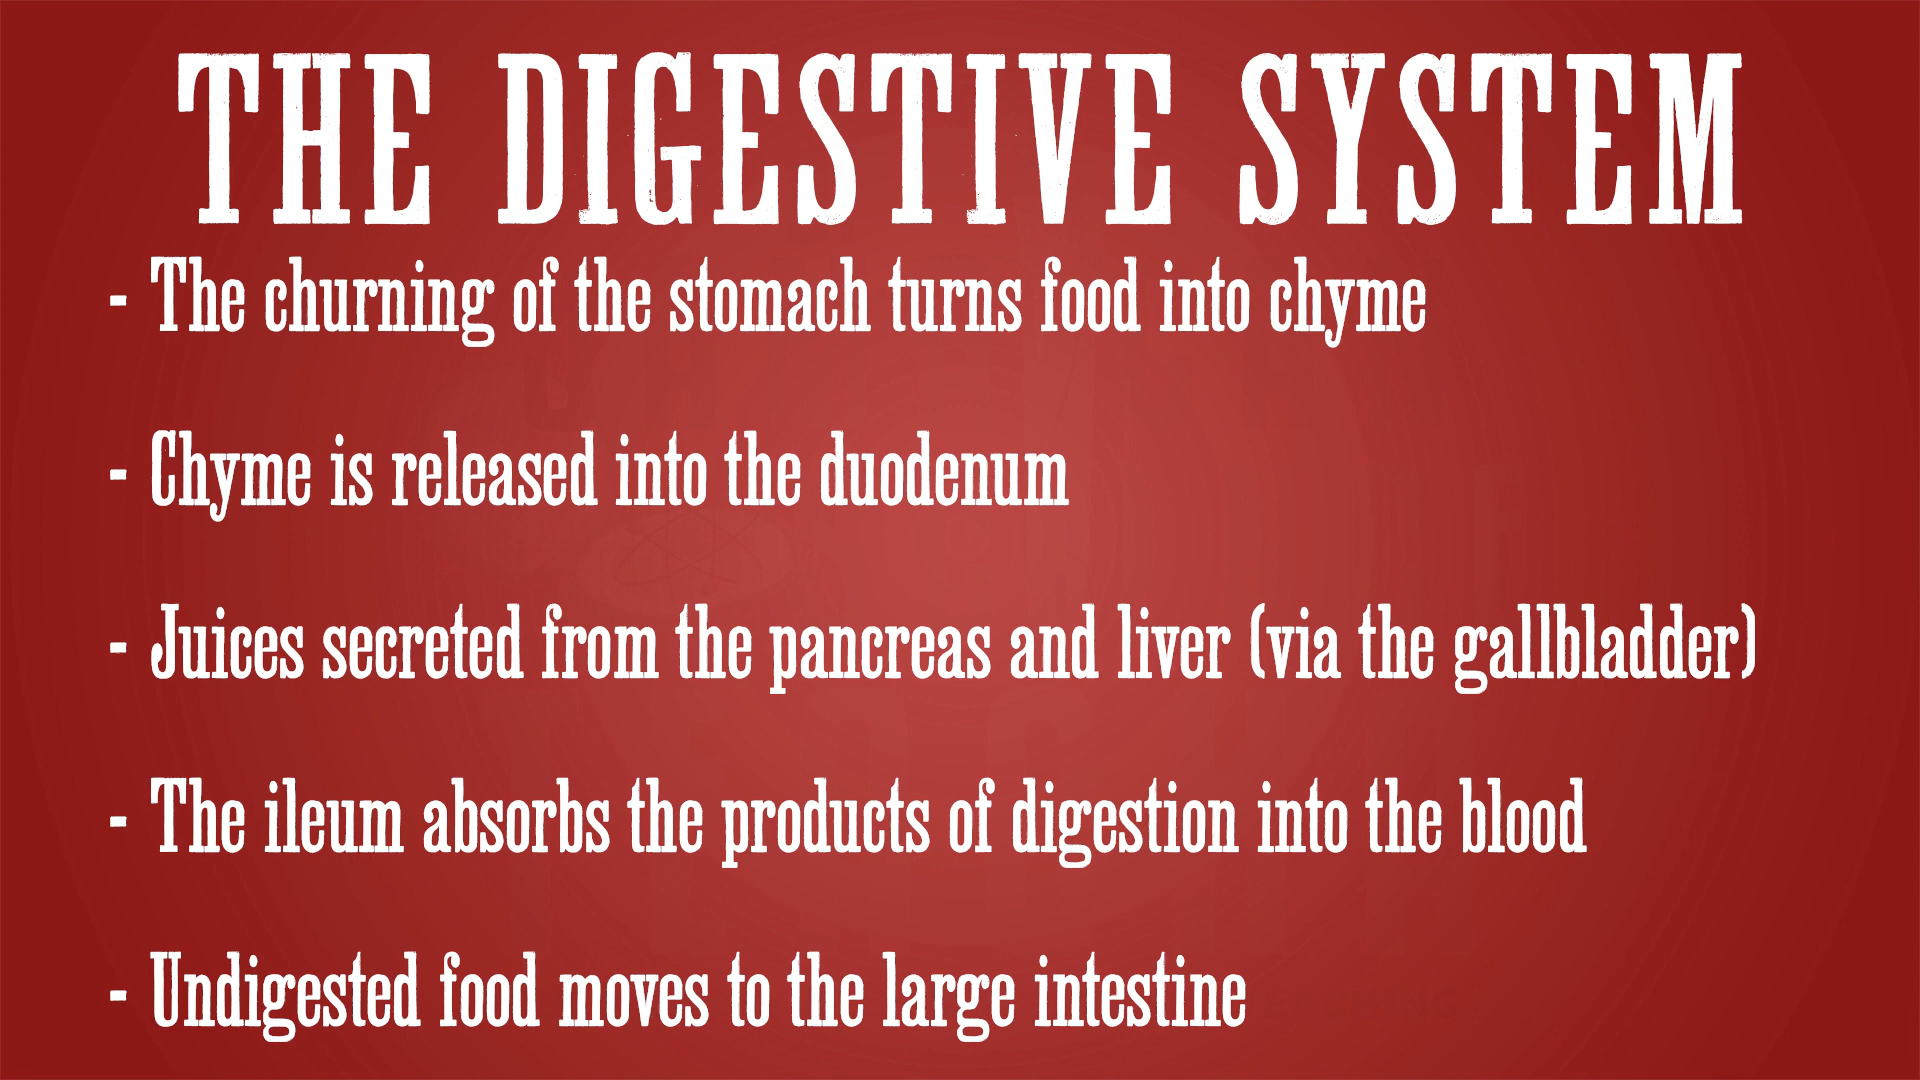 THE DIGESTIVE SYSTEM
- The churning of the stomach turns food into chyme
- Chyme is released into the duodenum
- Juices secreted from the pancreas and liver (via the gallbladder)
- The ileum absorbs the products of digestion into the blood
- Undigested food moves to the large intestine